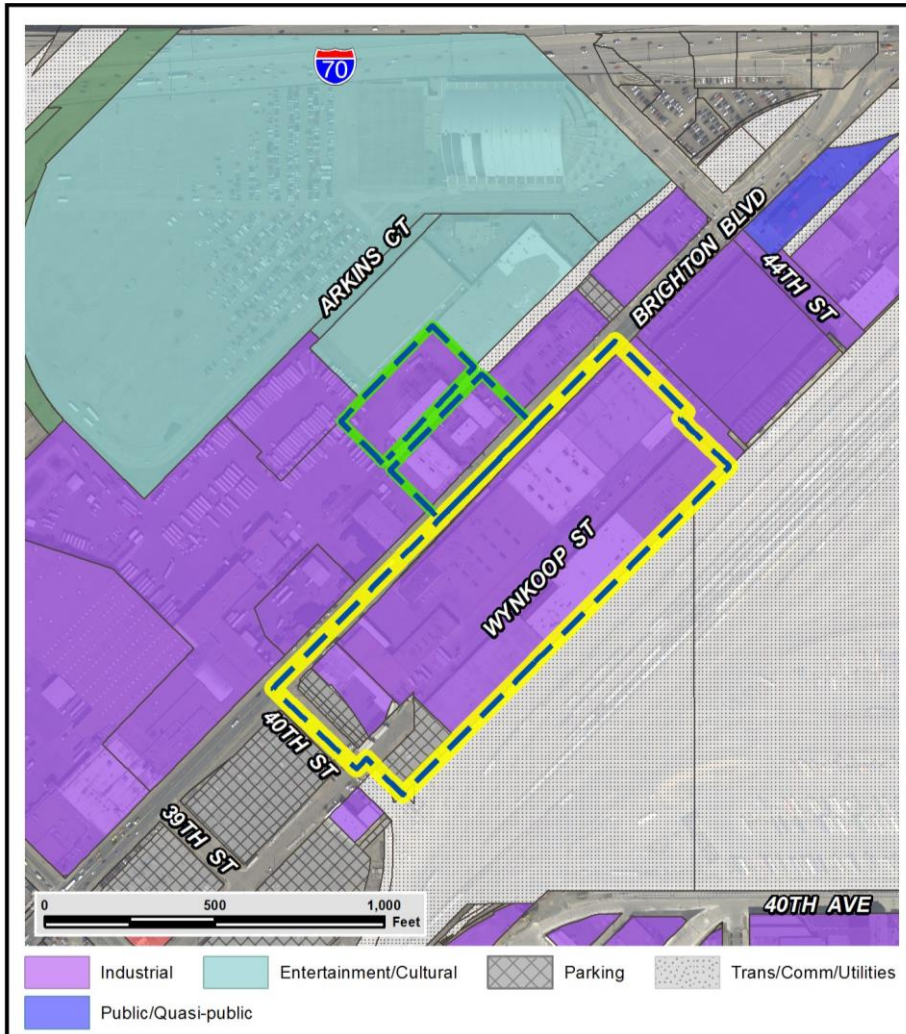 70
ARKINS CT
BRIGHTON BLVD
44TH ST
WYNKOOP ST
40TH ST
39TH ST
0 500 1,000
Feet
40TH AVE
Industrial Entertainment/Cultural Parking Trans/Comm/Utilities
Public/Quasi-public